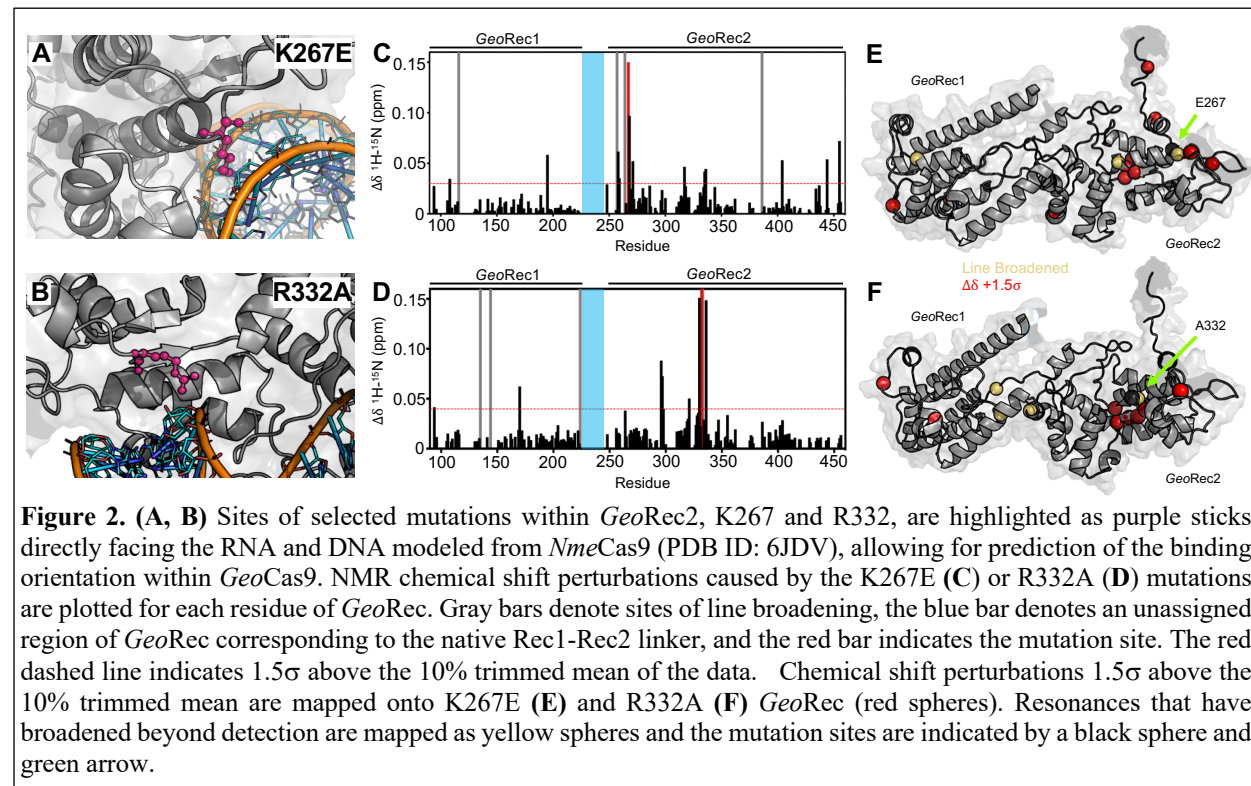 A
K267E
C
GeoRec1
GeoRec2
0.15
0.10
0.05
0
Δδ ¹H-¹⁵N (ppm)
100 150 200 250 300 350 400 450
Residue
E
GeoRec1
E267
GeoRec2
B
R332A
D
GeoRec1
GeoRec2
0.15
0.10
0.05
0
Δδ ¹H-¹⁵N (ppm)
100 150 200 250 300 350 400 450
Residue
Line Broadened
Δδ +1.5σ
F
GeoRec1
A332
GeoRec2
Figure 2. (A, B) Sites of selected mutations within GeoRec2, K267 and R332, are highlighted as purple sticks
directly facing the RNA and DNA modeled from NmeCas9 (PDB ID: 6JDV), allowing for prediction of the binding
orientation within GeoCas9. NMR chemical shift perturbations caused by the K267E (C) or R332A (D) mutations
are plotted for each residue of GeoRec. Gray bars denote sites of line broadening, the blue bar denotes an unassigned
region of GeoRec corresponding to the native Rec1-Rec2 linker, and the red bar indicates the mutation site. The red
dashed line indicates 1.5σ above the 10% trimmed mean of the data. Chemical shift perturbations 1.5σ above the
10% trimmed mean are mapped onto K267E (E) and R332A (F) GeoRec (red spheres). Resonances that have
broadened beyond detection are mapped as yellow spheres and the mutation sites are indicated by a black sphere and
green arrow.